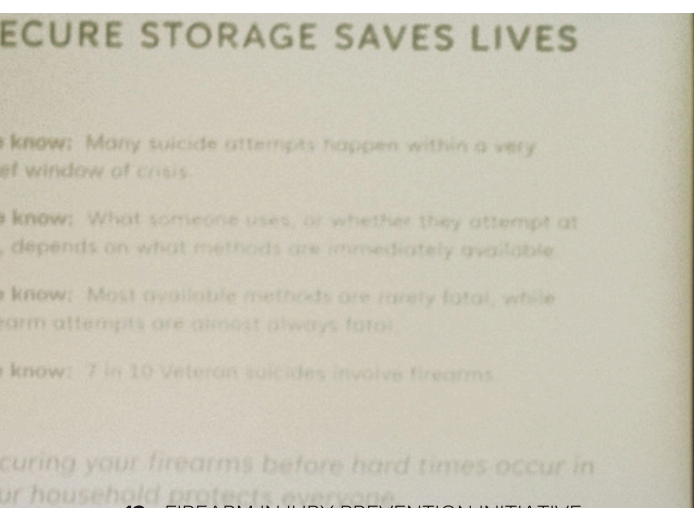 ECURE STORAGE SAVES LIVES
know: Many suicide attempts happen within a very
ef window of crisis.
know: What someone uses, or whether they attempt at
, depends on what methods are immediately available.
know: Most available methods are rarely fatal, while
earm attempts are almost always fatal.
know: 7 in 10 Veteran suicides involve firearms.
curing your firearms before hard times occur in
ur household protects everyone.
FIREARM INJURY PREVENTION INITIATIVE